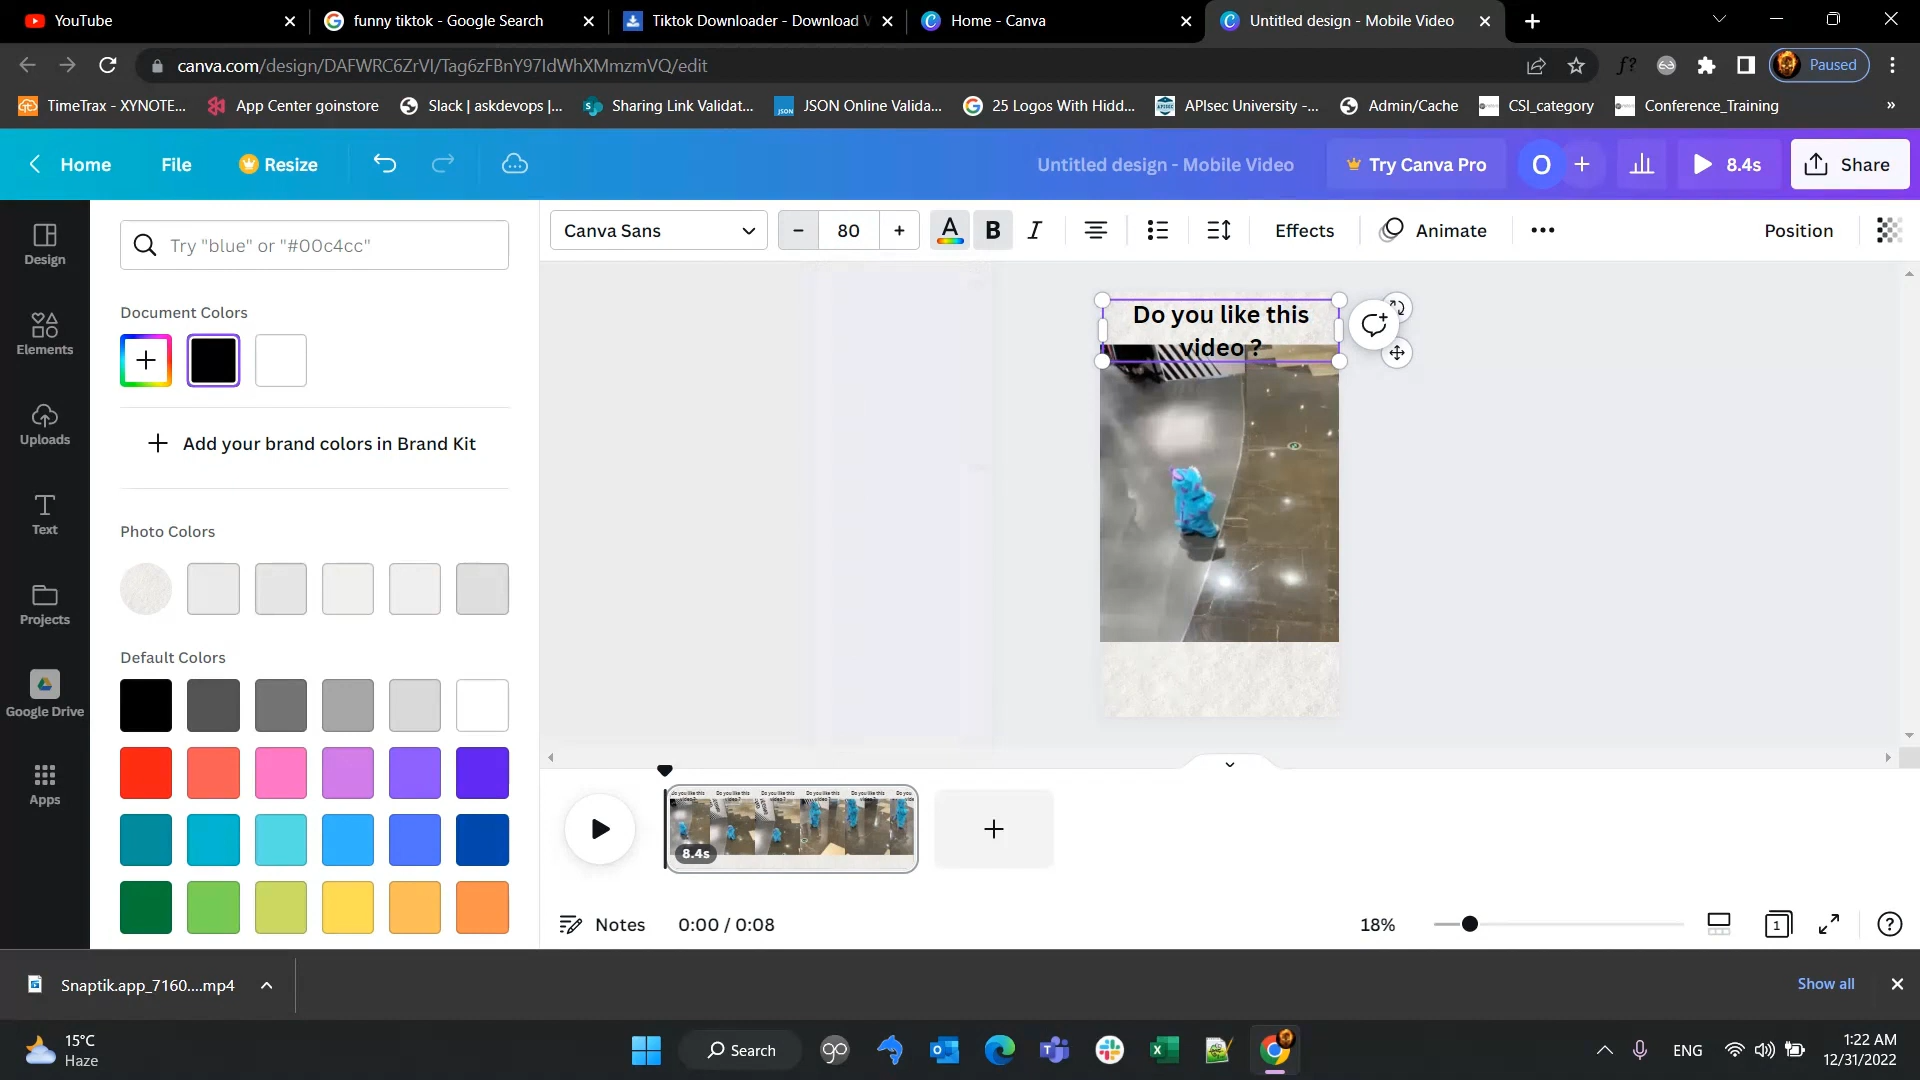 YouTube
funny tiktok - Google Search
Tiktok Downloader - Download V
Home - Canva
Untitled design - Mobile Video
canva.com/design/DAFWRC6ZrVI/Tag6zFBnY97IdWhXMmzmVQ/edit
f?
Paused
TimeTrax - XYNOTE...
App Center goinstore
Slack | askdevops |...
Sharing Link Validat...
JSON Online Valida...
25 Logos With Hidd...
APIsec University -...
Admin/Cache
CSI_category
Conference_Training
»
Home
File
Resize
Untitled design - Mobile Video
Try Canva Pro
O
+
8.4s
Share
Design
Elements
Uploads
Text
Projects
Google Drive
Apps
Try "blue" or "#00c4cc"
Document Colors
Add your brand colors in Brand Kit
Photo Colors
Default Colors
Canva Sans
- 80 +
A B I
Effects
Animate
Position
Do you like this
video ?
8.4s
Notes
0:00 / 0:08
18%
1
?
Snaptik.app_7160....mp4
Show all
15°C
Haze
Search
ENG
1:22 AM
12/31/2022